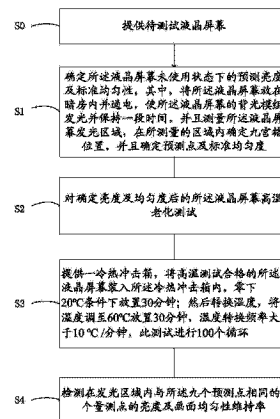 S0
提供待测试液晶屏幕
S1
确定所述液晶屏幕未使用状态下的预测亮度
及标准均匀性。其中，将所述液晶屏幕放在
暗房内并通电，使所述液晶屏幕的背光模组
发光并保持一段时间，并且测量所述液晶屏
幕发光区域，在所测量的区域内确定九宫格
位置，并且确定预测点及标准均匀度
S2
对确定亮度及均匀度后的所述液晶屏幕高温
老化测试
S3
提供一冷热冲击箱，将高温测试合格的所述
液晶屏幕装入所述冷热冲击箱内，零下
20℃条件下放置30分钟；然后转换温度，将
温度调至60℃放置30分钟，温度转换频率大
于10℃/分钟，此测试进行100个循环
S4
检测在发光区域内与所述九个预测点相同的
个量测点的亮度及画面均匀性维持率